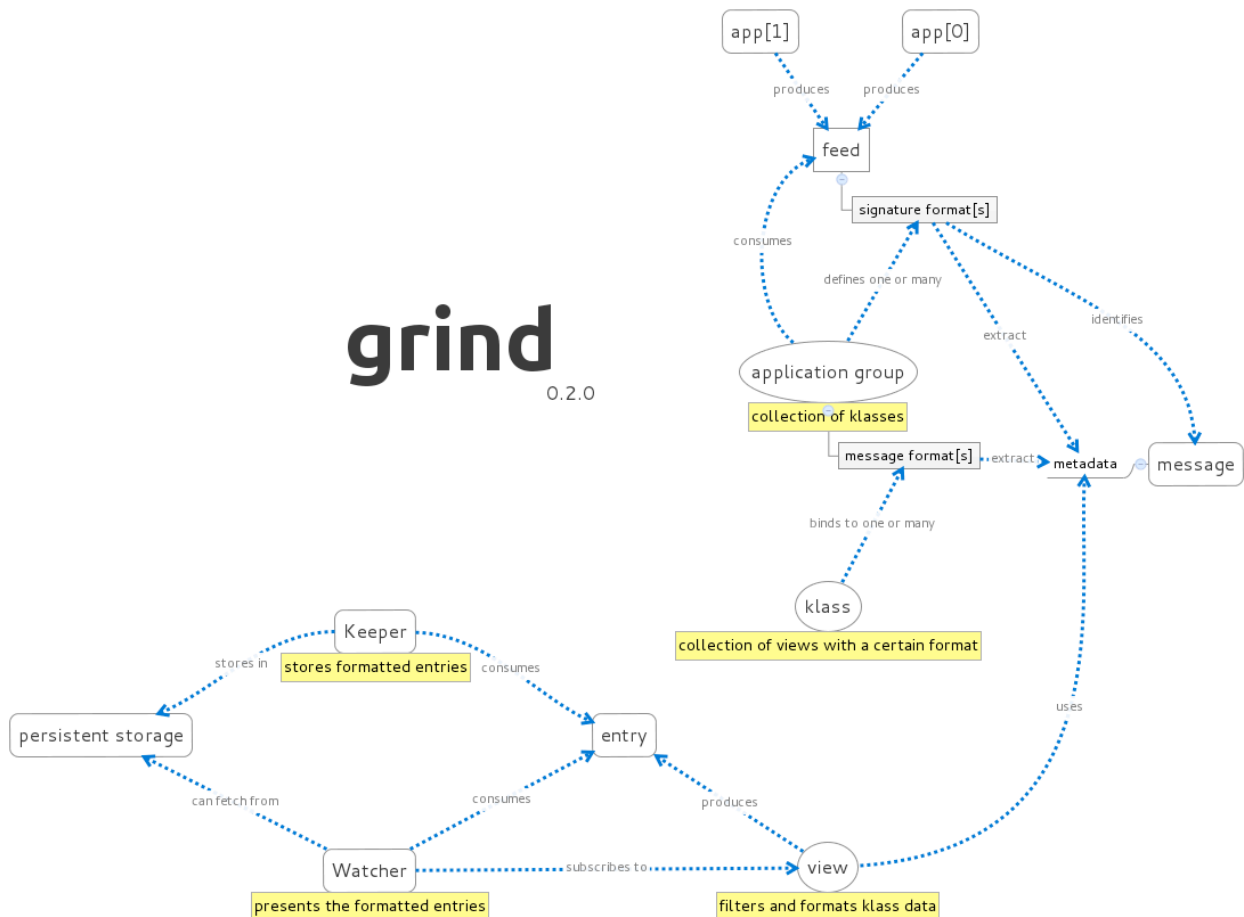 app[1]
app[0]
produces
produces
feed
signature format[s]
consumes
defines one or many
identifies
extract
grind
0.2.0
application group
collection of klasses
message format[s]
extract
metadata
message
binds to one or many
klass
collection of views with a certain format
Keeper
stores formatted entries
stores in
consumes
uses
persistent storage
entry
can fetch from
consumes
produces
Watcher
subscribes to
view
presents the formatted entries
filters and formats klass data